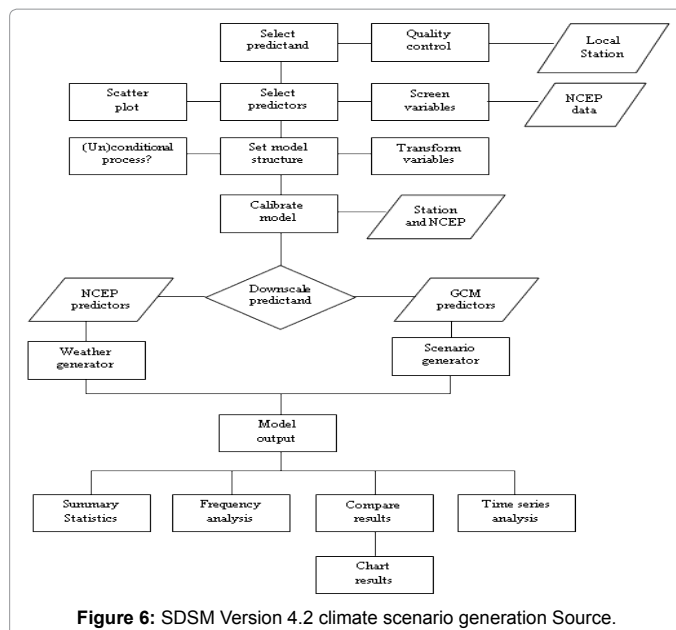 Select predictand
Quality control
Local Station
Scatter plot
Select predictors
Screen variables
NCEP data
(Un)conditional process?
Set model structure
Transform variables
Calibrate model
Station and NCEP
NCEP predictors
Downscale predictand
GCM predictors
Weather generator
Scenario generator
Model output
Summary Statistics
Frequency analysis
Compare results
Time series analysis
Chart results
Figure 6: SDSM Version 4.2 climate scenario generation Source.